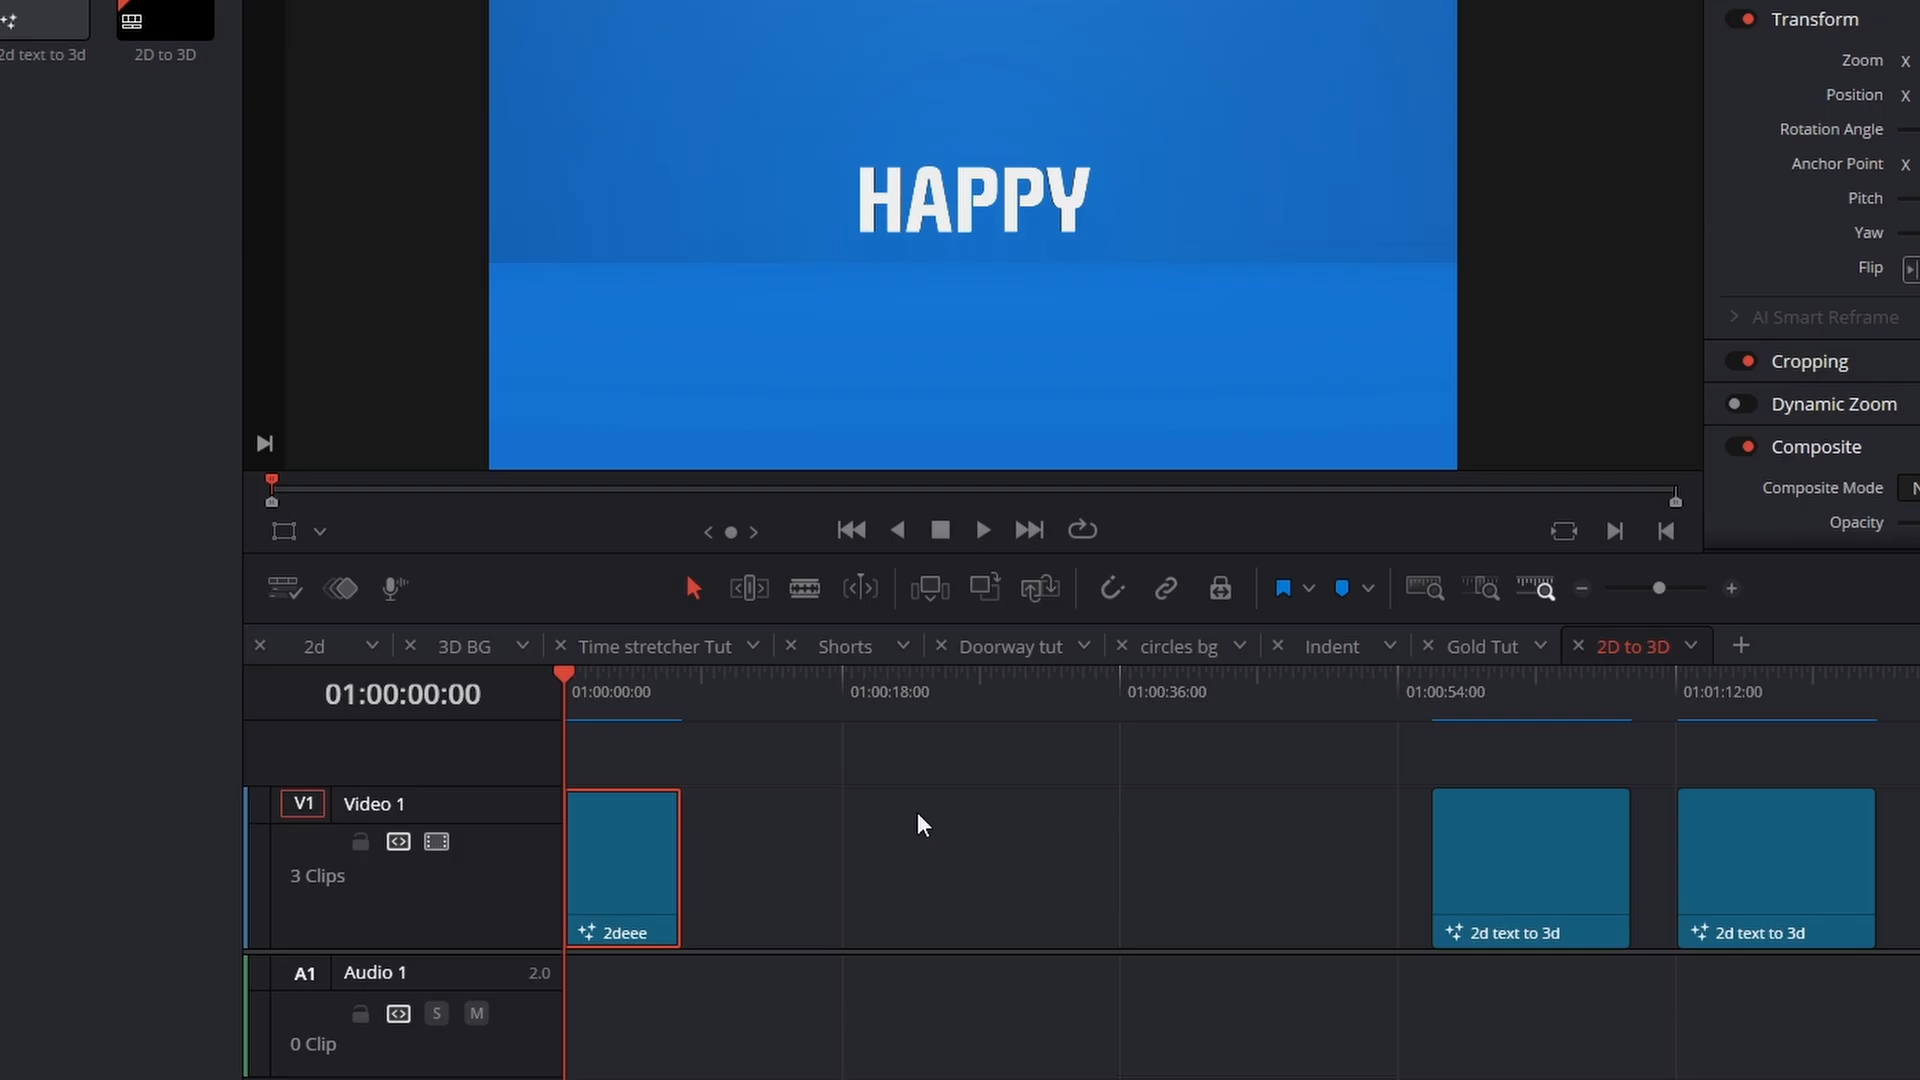 2d text to 3d
2D to 3D
HAPPY
Transform
Zoom X
Position X
Rotation Angle
Anchor Point X
Pitch
Yaw
Flip
AI Smart Reframe
Cropping
Dynamic Zoom
Composite
Composite Mode N
Opacity
2d
3D BG
Time stretcher Tut
Shorts
Doorway tut
circles bg
Indent
Gold Tut
2D to 3D
01:00:00:00
01:00:00:00
01:00:18:00
01:00:36:00
01:00:54:00
01:01:12:00
V1 Video 1
3 Clips
2deee
2d text to 3d
2d text to 3d
A1 Audio 1 2.0
S M
0 Clip